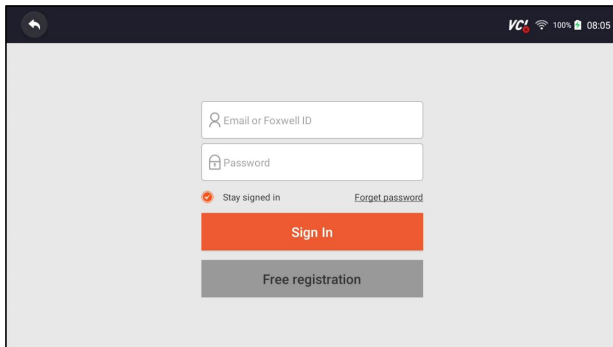 VCI 100% 08:05
Email or Foxwell ID
Password
Stay signed in Forget password
Sign In
Free registration